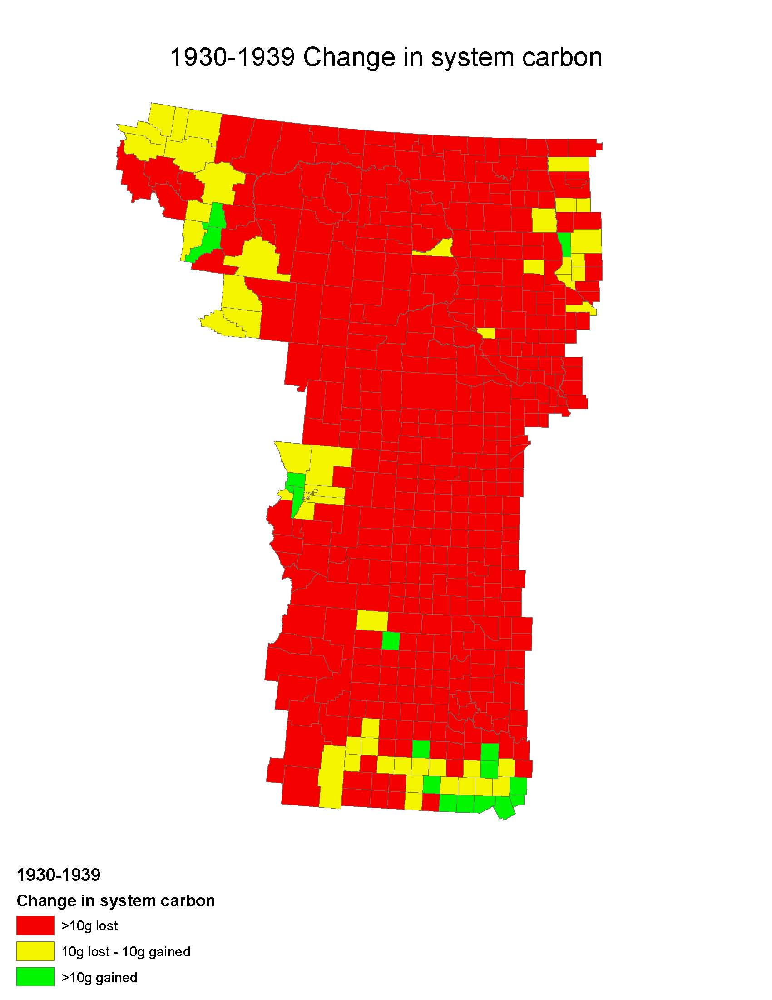 1930-1939 Change in system carbon
1930-1939
Change in system carbon
>10g lost
10g lost - 10g gained
>10g gained